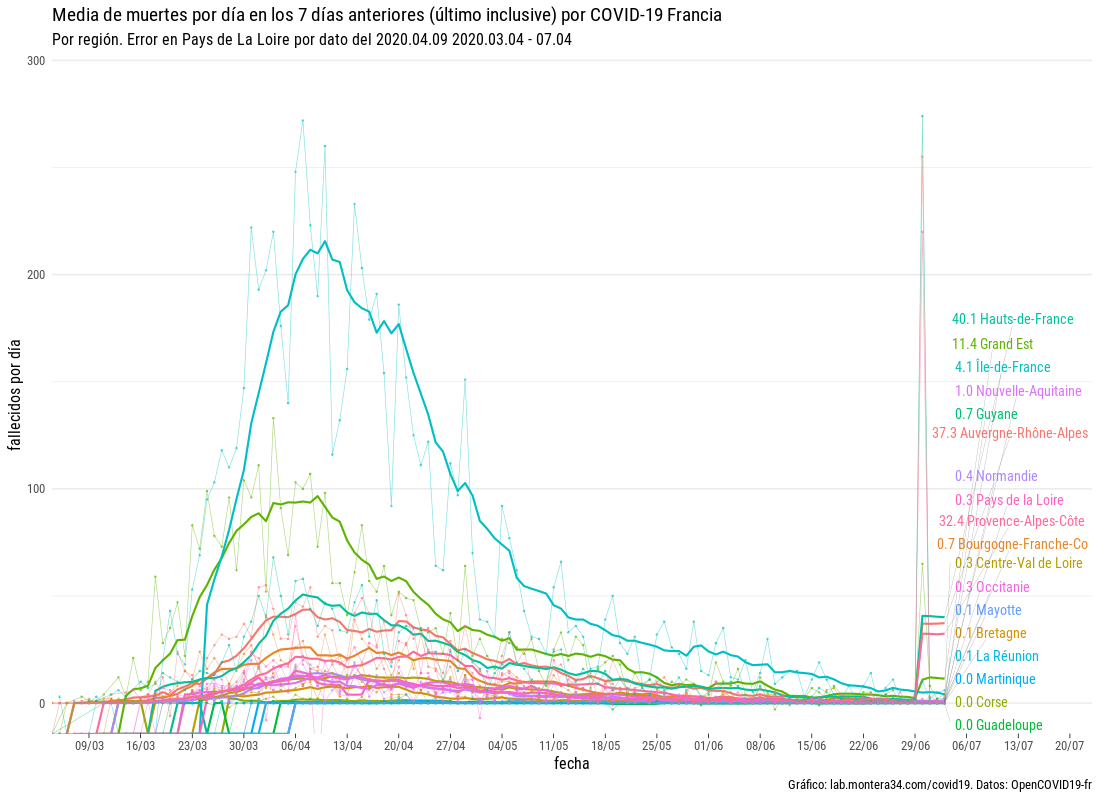 Media de muertes por día en los 7 días anteriores (último inclusive) por COVID-19 Francia
Por región. Error en Pays de La Loire por dato del 2020.04.09 2020.03.04 - 07.04
300
200
100
0
fallecidos por día
40.1 Hauts-de-France
11.4 Grand Est
4.1 Île-de-France
1.0 Nouvelle-Aquitaine
0.7 Guyane
37.3 Auvergne-Rhône-Alpes
0.4 Normandie
0.3 Pays de la Loire
32.4 Provence-Alpes-Côte
0.7 Bourgogne-Franche-Co
0.3 Centre-Val de Loire
0.3 Occitanie
0.1 Mayotte
0.1 Bretagne
0.1 La Réunion
0.0 Martinique
0.0 Corse
0.0 Guadeloupe
09/03 16/03 23/03 30/03 06/04 13/04 20/04 27/04 04/05 11/05 18/05 25/05 01/06 08/06 15/06 22/06 29/06 06/07 13/07 20/07
fecha
Gráfico: lab.montera34.com/covid19. Datos: OpenCOVID19-fr